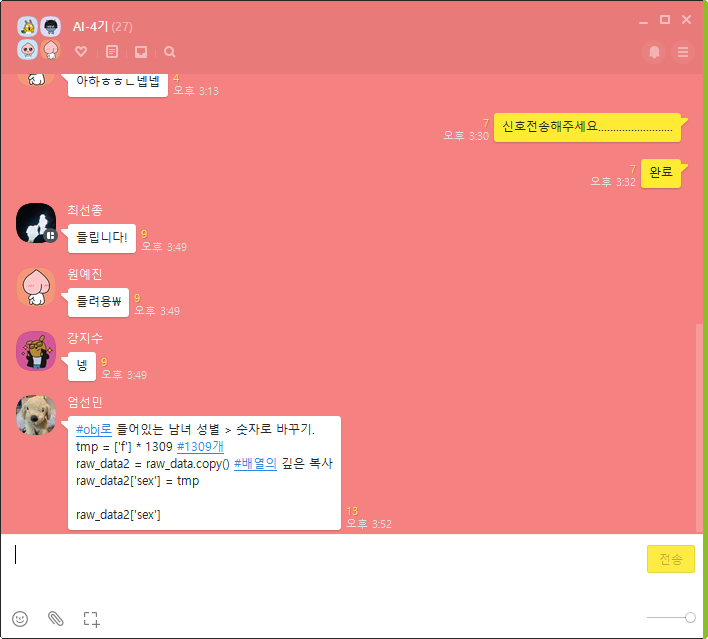 AI-4기 (27)
아하ㅎㅎㄴ넵넵
4
오후 3:13
7
오후 3:30
신호전송해주세요.........................
7
오후 3:32
완료
최선종
들립니다!
9
오후 3:49
원예진
들려용₩
9
오후 3:49
강지수
넹
9
오후 3:49
엄선민
#obj로 들어있는 남녀 성별 > 숫자로 바꾸기.
tmp = ['f'] * 1309 #1309개
raw_data2 = raw_data.copy() #배열의 깊은 복사
raw_data2['sex'] = tmp
raw_data2['sex']
13
오후 3:52
전송